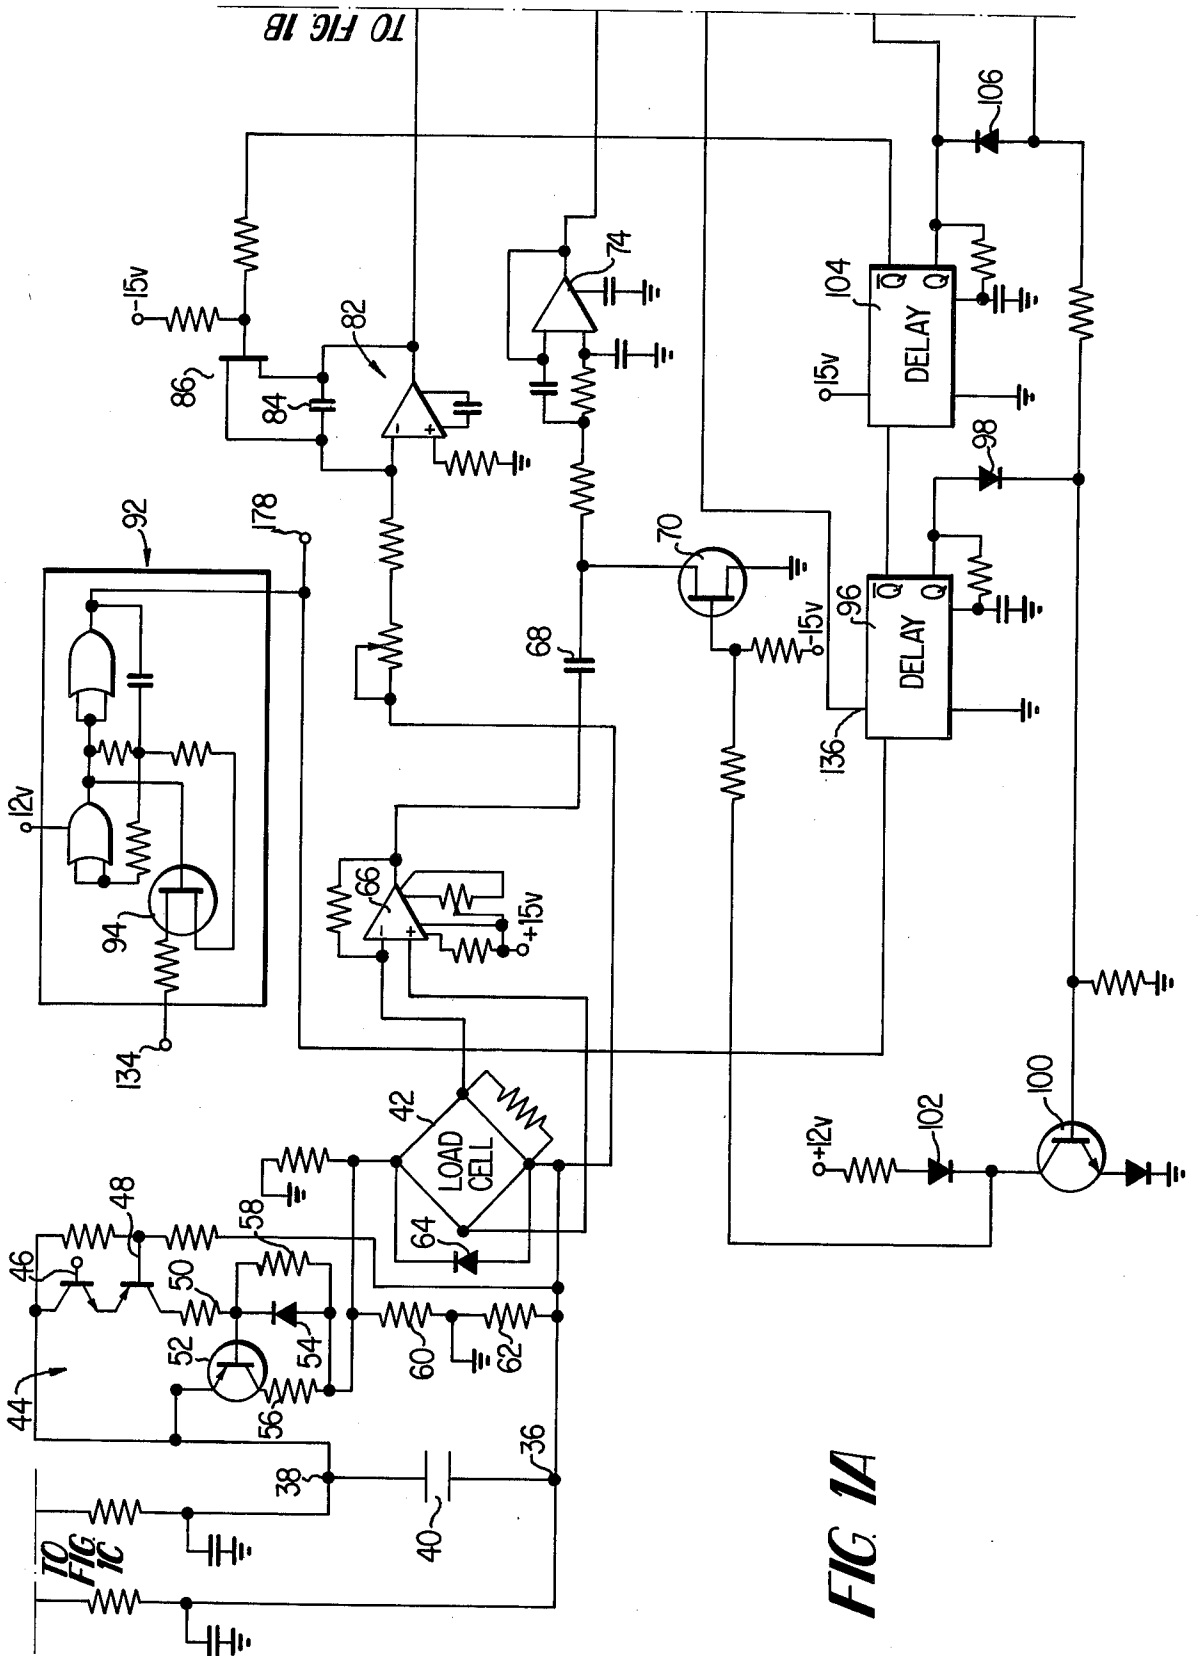 TO FIG. 1B
-15v
86
84
82
74
106
104
15v
DELAY
Q̅
Q
98
92
178
12v
94
134
68
70
-15v
96
136
DELAY
Q̅
Q
66
-
+
+15v
-
+
42
LOAD
CELL
64
48
46
50
58
52
54
56
60
62
44
38
36
40
+12v
102
100
TO
FIG.
1C
FIG. 1A